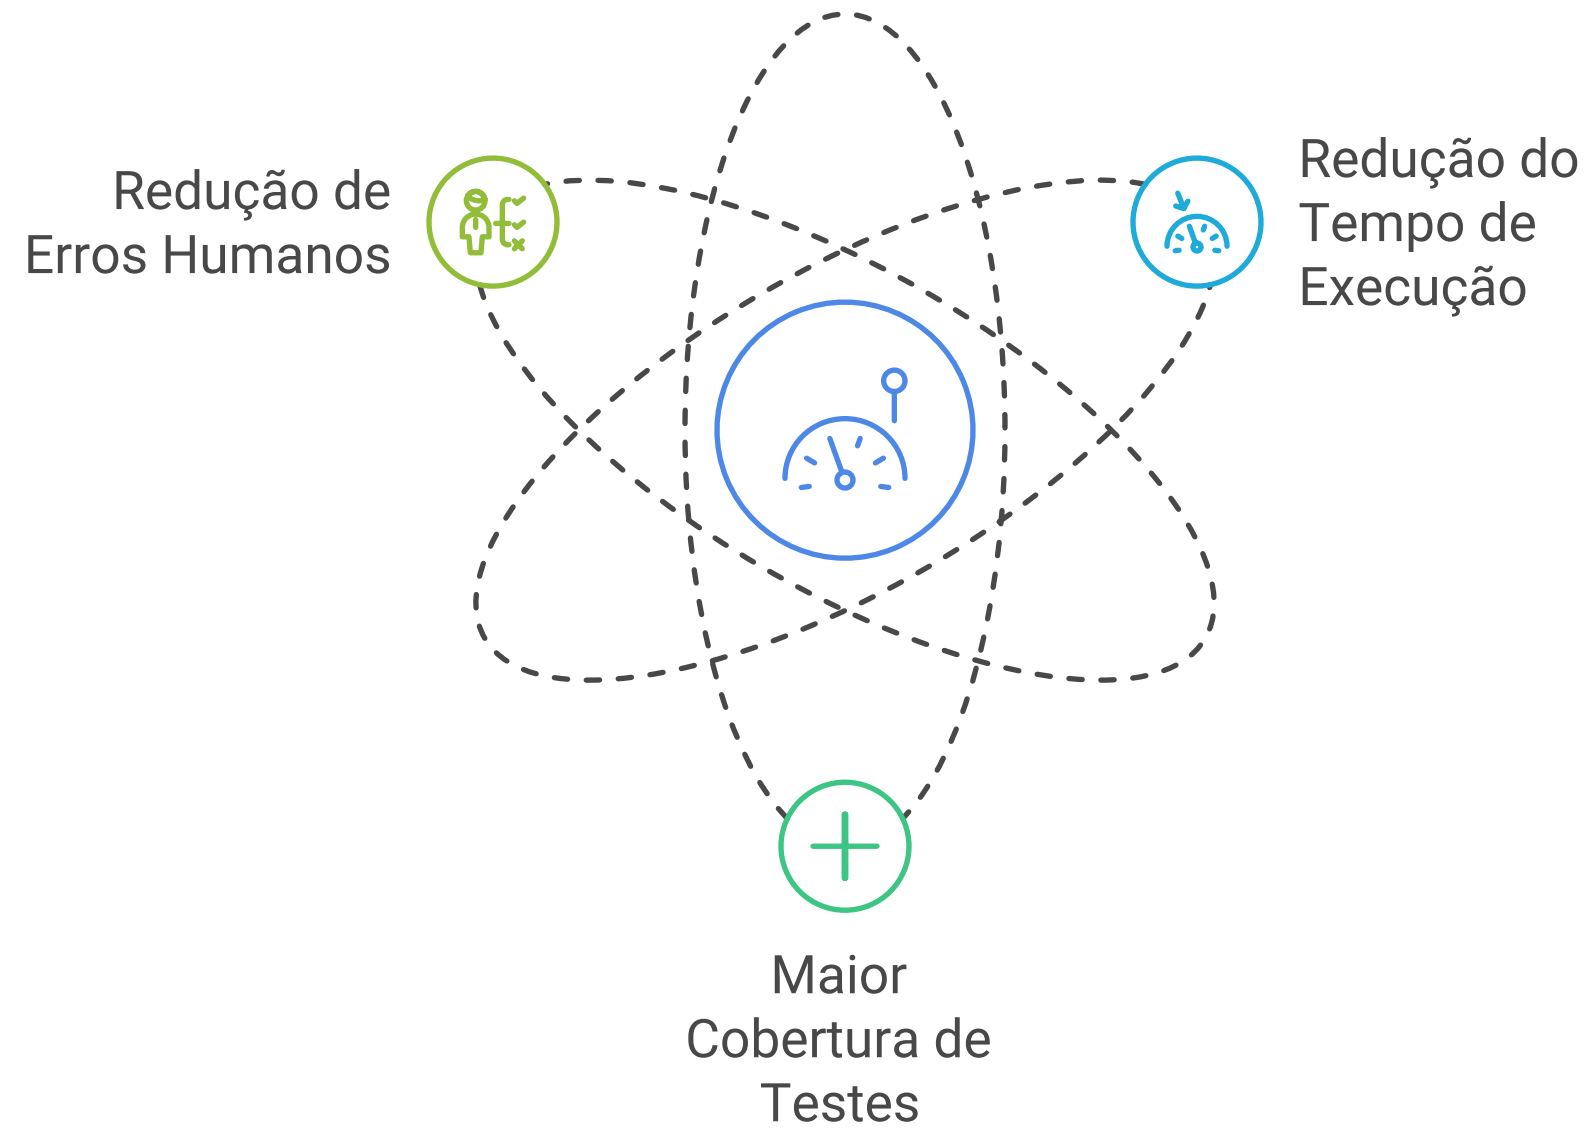 Redução de
Erros Humanos
Redução do
Tempo de
Execução
Maior
Cobertura de
Testes